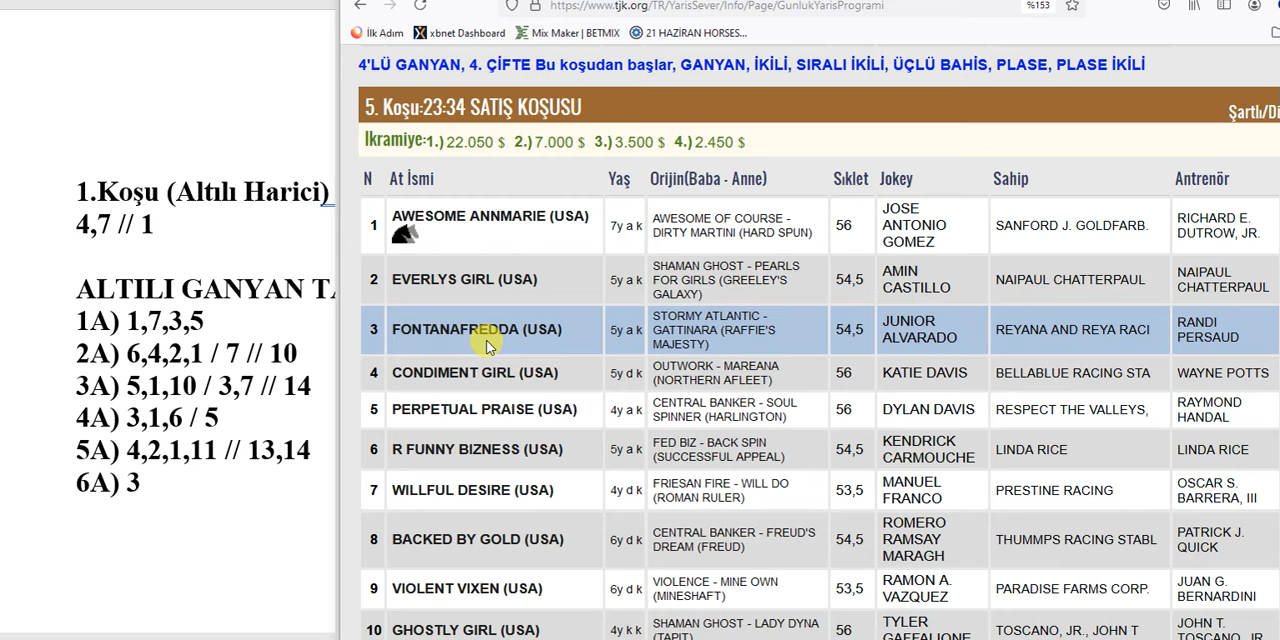 https://www.tjk.org/TR/YarisSever/Info/Page/GunlukYarisProgrami
%153
İlk Adım
xbnet Dashboard
Mix Maker | BETMIX
21 HAZİRAN HORSES...
1.Koşu (Altılı Harici)
4,7 // 1
1A) 1,7,3,5
2A) 6,4,2,1 / 7 // 10
3A) 5,1,10 / 3,7 // 14
4A) 3,1,6 / 5
5A) 4,2,1,11 // 13,14
6A) 3
ALTILI GANYAN
4'LÜ GANYAN, 4. ÇİFTE Bu koşudan başlar, GANYAN, İKİLİ, SIRALI İKİLİ, ÜÇLÜ BAHİS, PLASE, PLASE İKİLİ
5. Koşu:23:34 SATIŞ KOŞUSU
İkramiye:1.) 22.050 $ 2.) 7.000 $ 3.) 3.500 $ 4.) 2.450 $
N At İsmi Yaş Orijin(Baba - Anne) Sıklet Jokey Sahip Antrenör
1 AWESOME ANNMARIE (USA) 7y a k AWESOME OF COURSE - DIRTY MARTINI (HARD SPUN) 56 JOSE ANTONIO GOMEZ SANFORD J. GOLDFARB. RICHARD E. DUTROW, JR.
2 EVERLYS GIRL (USA) 5y a k SHAMAN GHOST - PEARLS FOR GIRLS (GREELEY'S GALAXY) 54,5 AMIN CASTILLO NAIPAUL CHATTERPAUL NAIPAUL CHATTERPAUL
3 FONTANAFREDDA (USA) 5y a k STORMY ATLANTIC - GATTINARA (RAFFIE'S MAJESTY) 54,5 JUNIOR ALVARADO REYANA AND REYA RACI RANDI PERSAUD
4 CONDIMENT GIRL (USA) 5y d k OUTWORK - MAREANA (NORTHERN AFLEET) 56 KATIE DAVIS BELLABLUE RACING STA WAYNE POTTS
5 PERPETUAL PRAISE (USA) 4y a k CENTRAL BANKER - SOUL SPINNER (HARLINGTON) 56 DYLAN DAVIS RESPECT THE VALLEYS, RAYMOND HANDAL
6 R FUNNY BIZNESS (USA) 5y a k FED BIZ - BACK SPIN (SUCCESSFUL APPEAL) 54,5 KENDRICK CARMOUCHE LINDA RICE LINDA RICE
7 WILLFUL DESIRE (USA) 4y d k FRIESAN FIRE - WILL DO (ROMAN RULER) 53,5 MANUEL FRANCO PRESTINE RACING OSCAR S. BARRERA, III
8 BACKED BY GOLD (USA) 6y d k CENTRAL BANKER - FREUD'S DREAM (FREUD) 54,5 ROMERO RAMSAY MARAGH THUMMPS RACING STABL PATRICK J. QUICK
9 VIOLENT VIXEN (USA) 6y d k VIOLENCE - MINE OWN (MINESHAFT) 53,5 RAMON A. VAZQUEZ PARADISE FARMS CORP. JUAN G. BERNARDINI
10 GHOSTLY GIRL (USA) 4y k k SHAMAN GHOST - LADY DYNA (TAPIT) 56 TYLER GAFFALIONE TOSCANO, JR., JOHN T JOHN T. TOSCANO, JR.